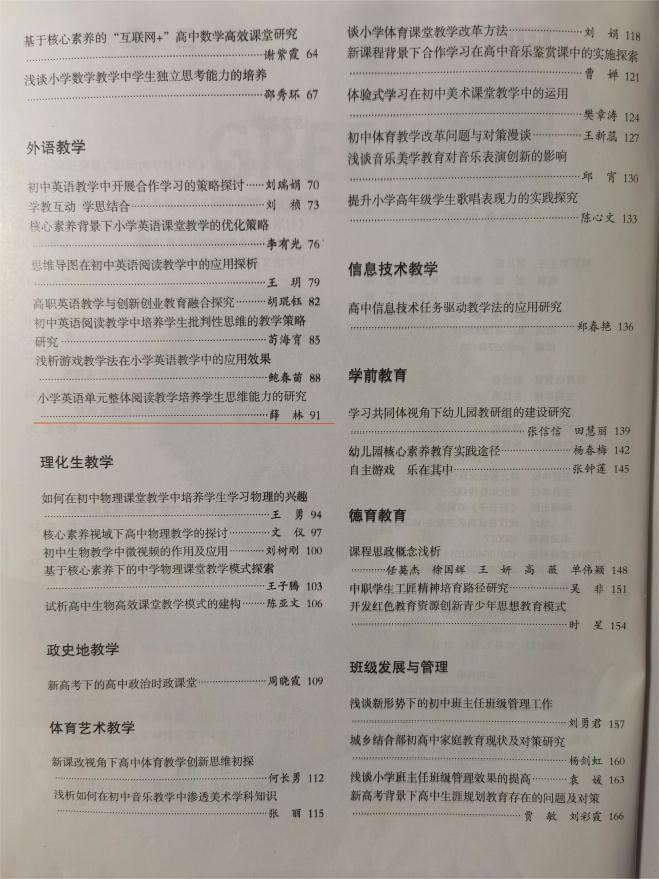 基于核心素养的“互联网+”高中数学高效课堂研究
谢紫霞 64
浅谈小学数学教学中学生独立思考能力的培养
邵秀环 67
外语教学
初中英语教学中开展合作学习的策略探讨……刘瑞娟 70
学教互动 学思结合……刘 桢 73
核心素养背景下小学英语课堂教学的优化策略
……李有光 76
思维导图在初中英语阅读教学中的应用探析
……王 玥 79
高职英语教学与创新创业教育融合探究……胡琨钰 82
初中英语阅读教学中培养学生批判性思维的教学策略
研究……苟海育 85
浅析游戏教学法在小学英语教学中的应用效果
……鲍春苗 88
小学英语单元整体阅读教学培养学生思维能力的研究
……薛 林 91
理化生教学
如何在初中物理课堂教学中培养学生学习物理的兴趣
……王 勇 94
核心素养视域下高中物理教学的探讨……文 仪 97
初中生物教学中微视频的作用及应用……刘树刚 100
基于核心素养下的中学物理课堂教学模式探索
……王子腾 103
试析高中生物高效课堂教学模式的建构……陈亚文 106
政史地教学
新高考下的高中政治时政课堂……周晓霞 109
体育艺术教学
新课改视角下高中体育教学创新思维初探
……何长勇 112
浅析如何在初中音乐教学中渗透美术学科知识
……张 丽 115
谈小学体育课堂教学改革方法……刘 娟 118
新课程背景下合作学习在高中音乐鉴赏课中的实施探索
……曹 婵 121
体验式学习在初中美术课堂教学中的运用
……樊章涛 124
初中体育教学改革问题与对策漫谈……王新蕊 127
浅谈音乐美学教育对音乐表演创新的影响
……邱 宵 130
提升小学高年级学生歌唱表现力的实践探究
……陈心文 133
信息技术教学
高中信息技术任务驱动教学法的应用研究
……郑春艳 136
学前教育
学习共同体视角下幼儿园教研组的建设研究
……张信信 田慧丽 139
幼儿园核心素养教育实践途径……杨春梅 142
自主游戏 乐在其中……张钟莲 145
德育教育
课程思政概念浅析
……任蓂杰 徐国辉 王 妍 高 薇 单伟颖 148
中职学生工匠精神培育路径研究……吴 非 151
开发红色教育资源创新青少年思想教育模式
……时 星 154
班级发展与管理
浅谈新形势下的初中班主任班级管理工作
……刘勇君 157
城乡结合部初高中家庭教育现状及对策研究
……杨剑虹 160
浅谈小学班主任班级管理效果的提高……袁 媛 163
新高考背景下高中生涯规划教育存在的问题及对策
……贾 敏 刘彩霞 166